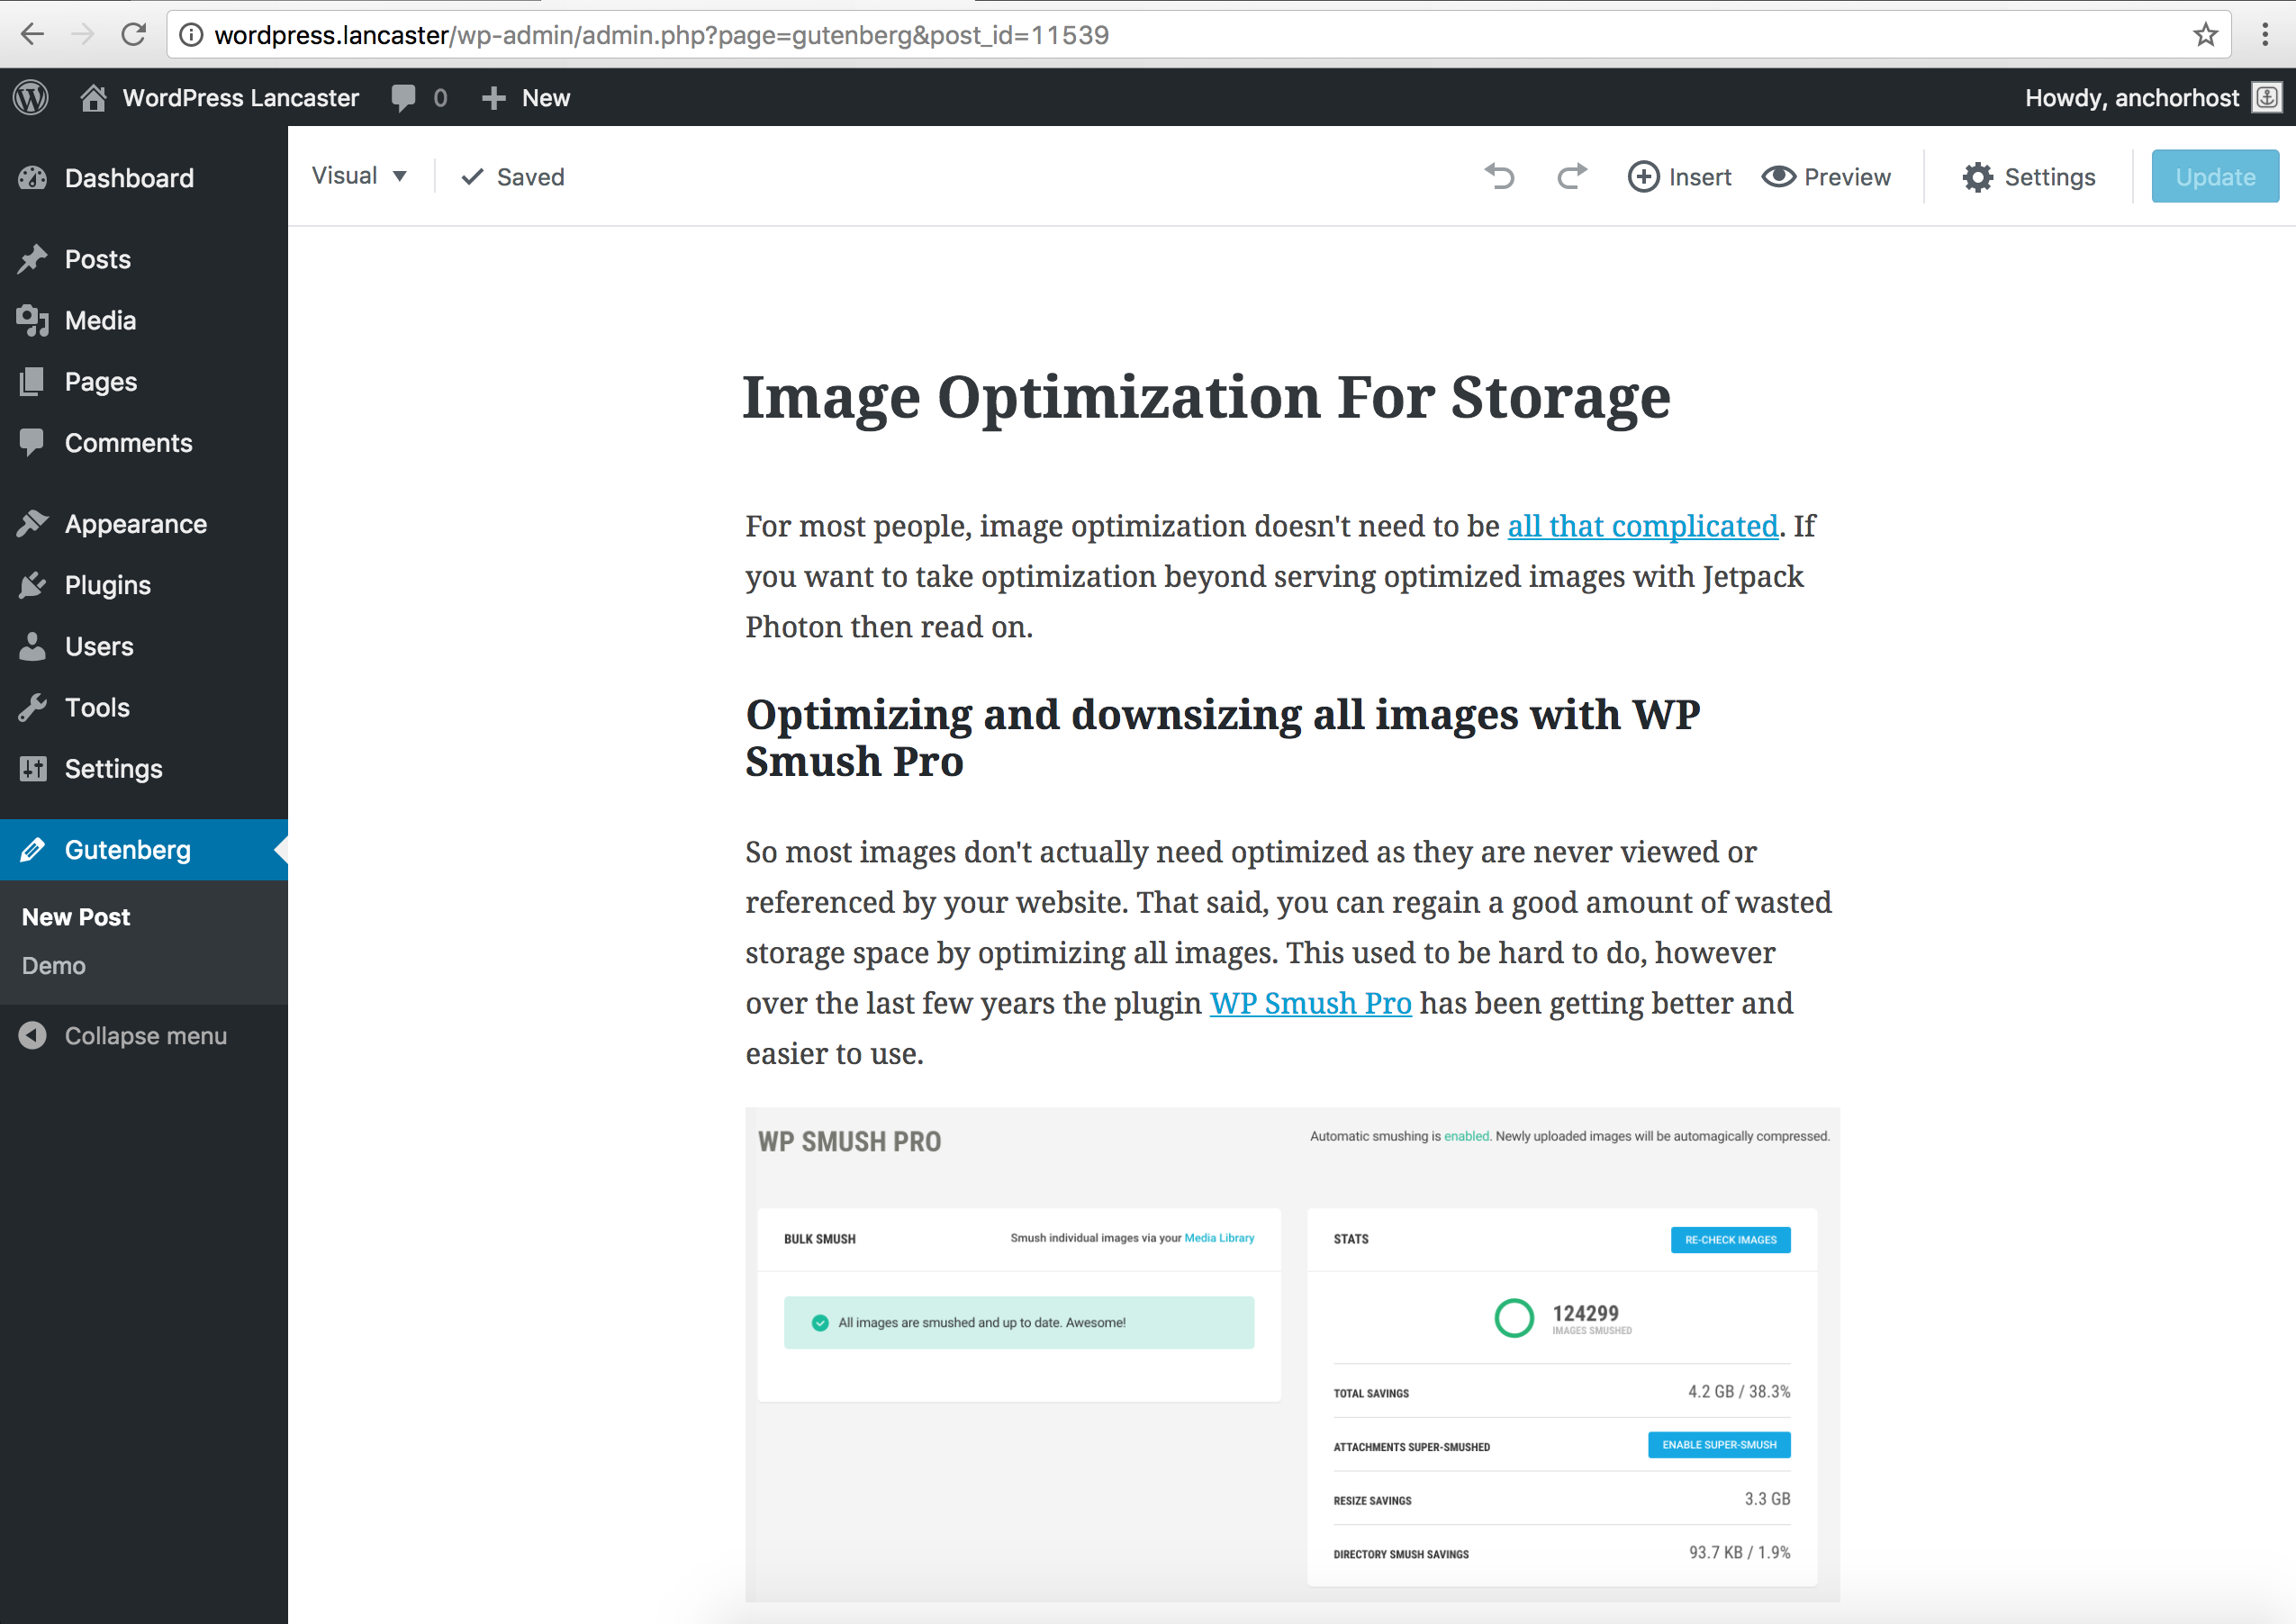 wordpress.lancaster/wp-admin/admin.php?page=gutenberg&post_id=11539
WordPress Lancaster
0
New
Howdy, anchorhost
Dashboard
Posts
Media
Pages
Comments
Appearance
Plugins
Users
Tools
Settings
Gutenberg
New Post
Demo
Collapse menu
Visual
Saved
Insert
Preview
Settings
Update
Image Optimization For Storage
For most people, image optimization doesn't need to be all that complicated. If
you want to take optimization beyond serving optimized images with Jetpack
Photon then read on.
Optimizing and downsizing all images with WP
Smush Pro
So most images don't actually need optimized as they are never viewed or
referenced by your website. That said, you can regain a good amount of wasted
storage space by optimizing all images. This used to be hard to do, however
over the last few years the plugin WP Smush Pro has been getting better and
easier to use.
WP SMUSH PRO
Automatic smushing is enabled. Newly uploaded images will be automagically compressed.
BULK SMUSH
Smush individual images via your Media Library
All images are smushed and up to date. Awesome!
STATS
RE-CHECK IMAGES
124299
IMAGES SMUSHED
TOTAL SAVINGS
4.2 GB / 38.3%
ATTACHMENTS SUPER-SMUSHED
ENABLE SUPER-SMUSH
RESIZE SAVINGS
3.3 GB
DIRECTORY SMUSH SAVINGS
93.7 KB / 1.9%